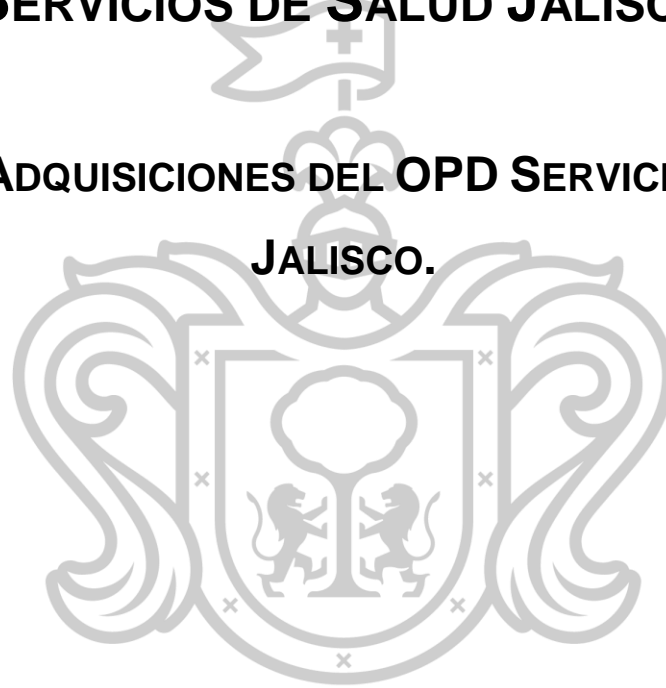 SERVICIOS DE SALUD JALISC
ADQUISICIONES DEL OPD SERVICI
JALISCO.